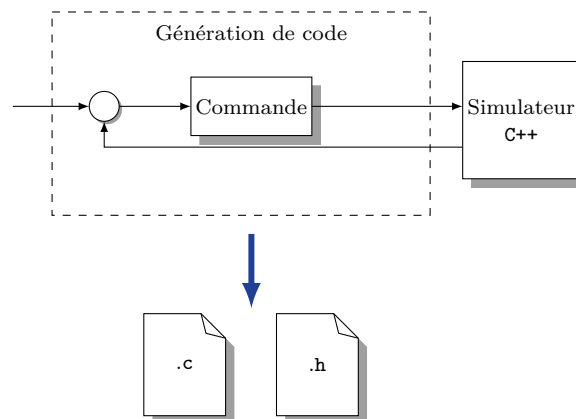 Génération de code
Commande
Simulateur
C++
.c
.h